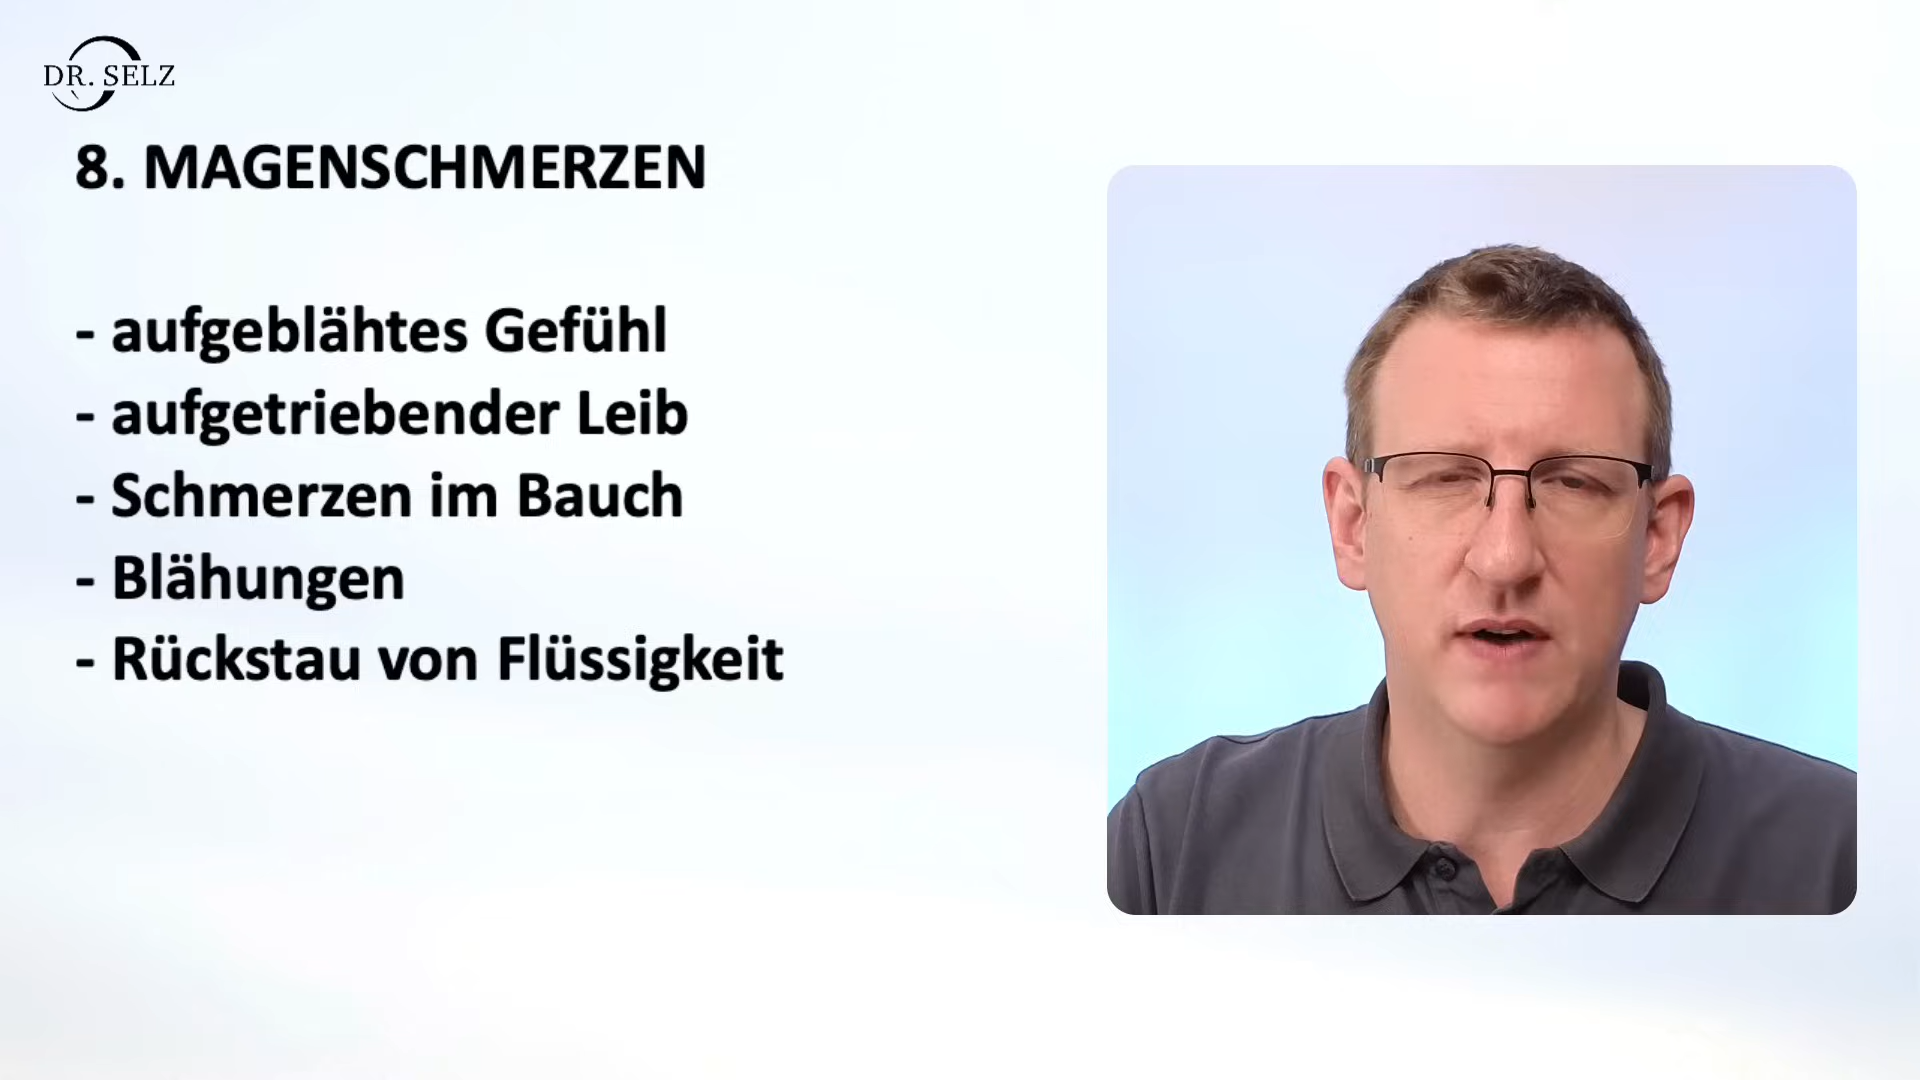 DR. SELZ
8. MAGENSCHMERZEN
- aufgeblähtes Gefühl
- aufgetriebender Leib
- Schmerzen im Bauch
- Blähungen
- Rückstau von Flüssigkeit